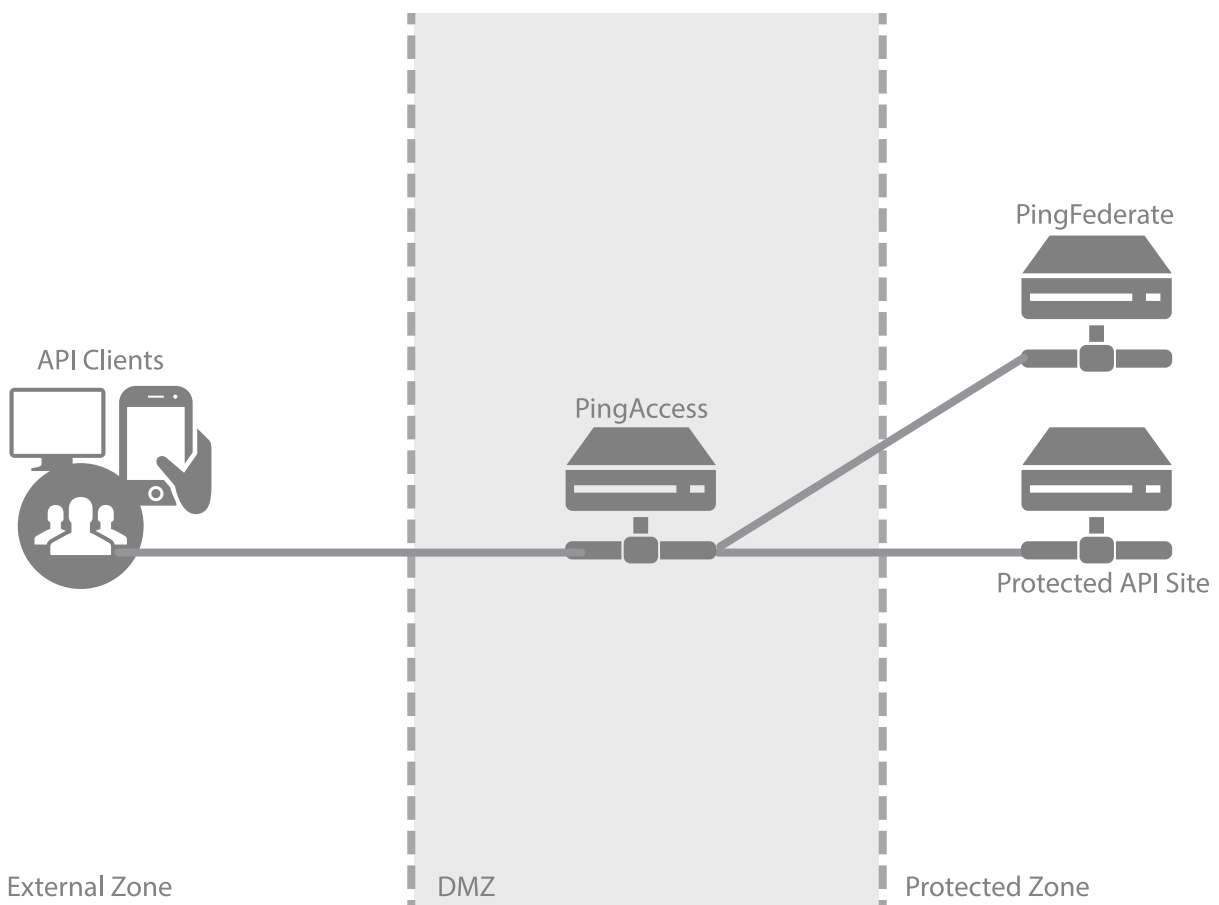 PingFederate
API Clients
PingAccess
Protected API Site
External Zone
DMZ
Protected Zone